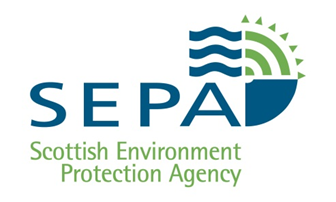 SEPA
Scottish Environment
Protection Agency